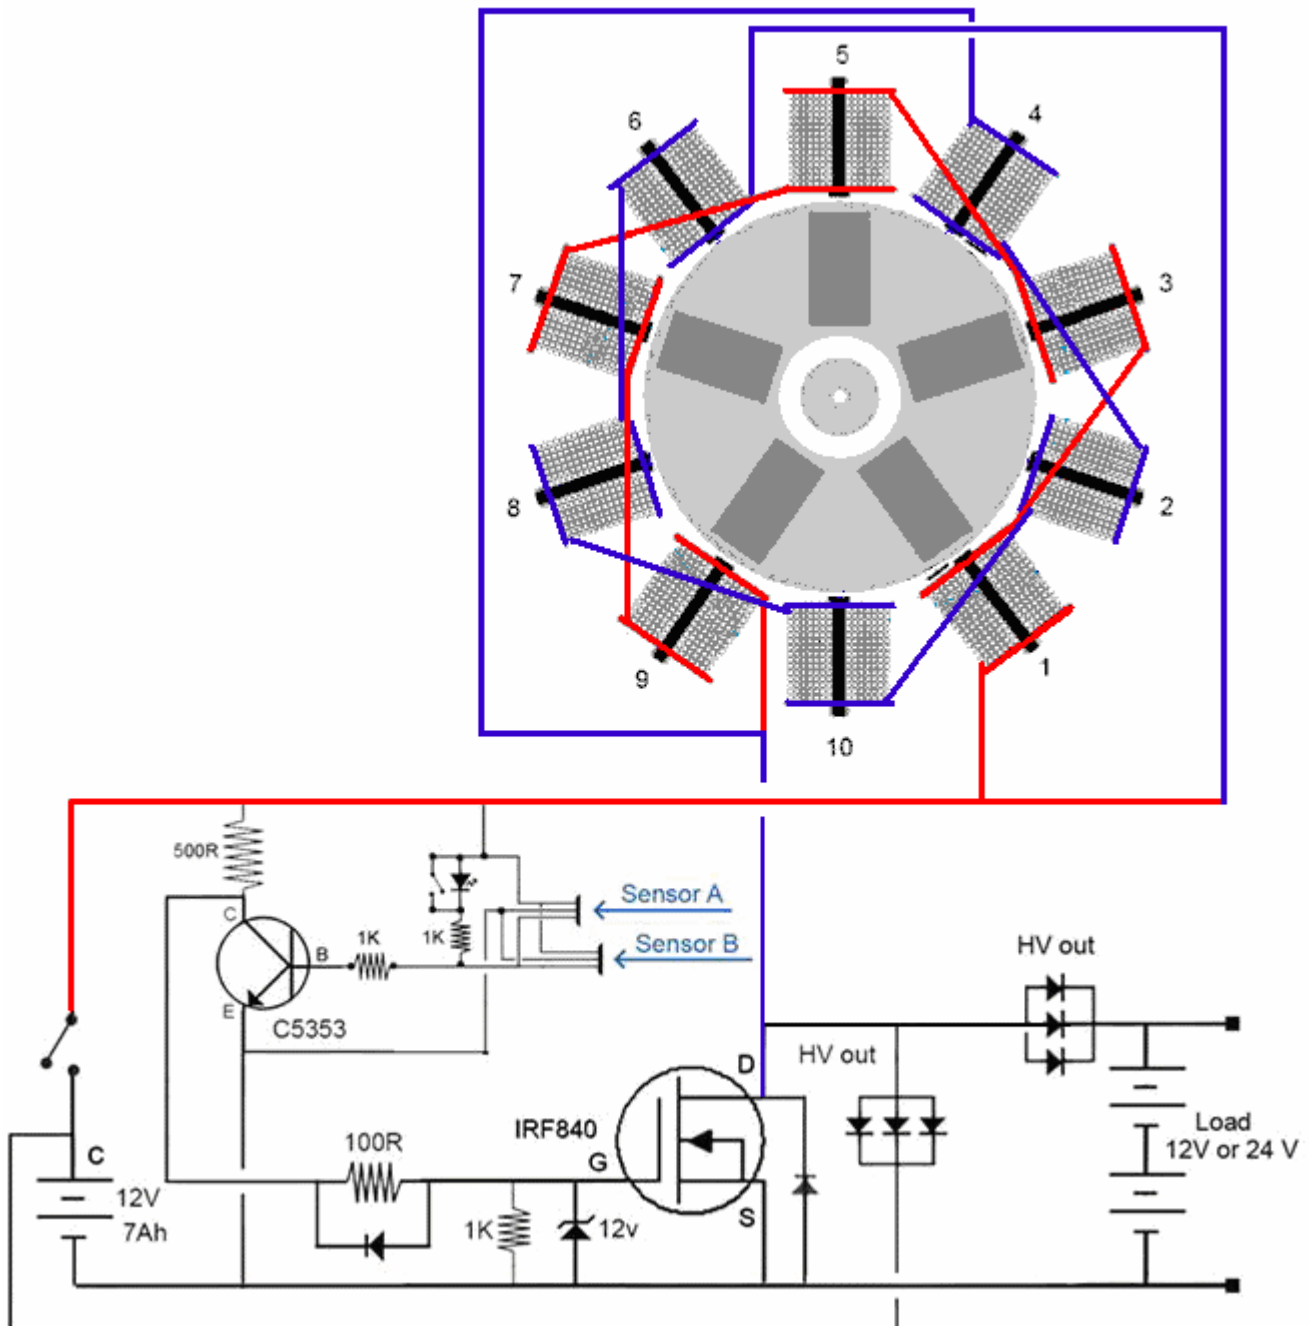 5
6
4
7
3
8
2
9
1
10
500R
C
1K
B
1K
Sensor A
Sensor B
E
C5353
HV out
HV out
D
IRF840
G
S
100R
C
12V
7Ah
1K
12v
Load
12V or 24 V